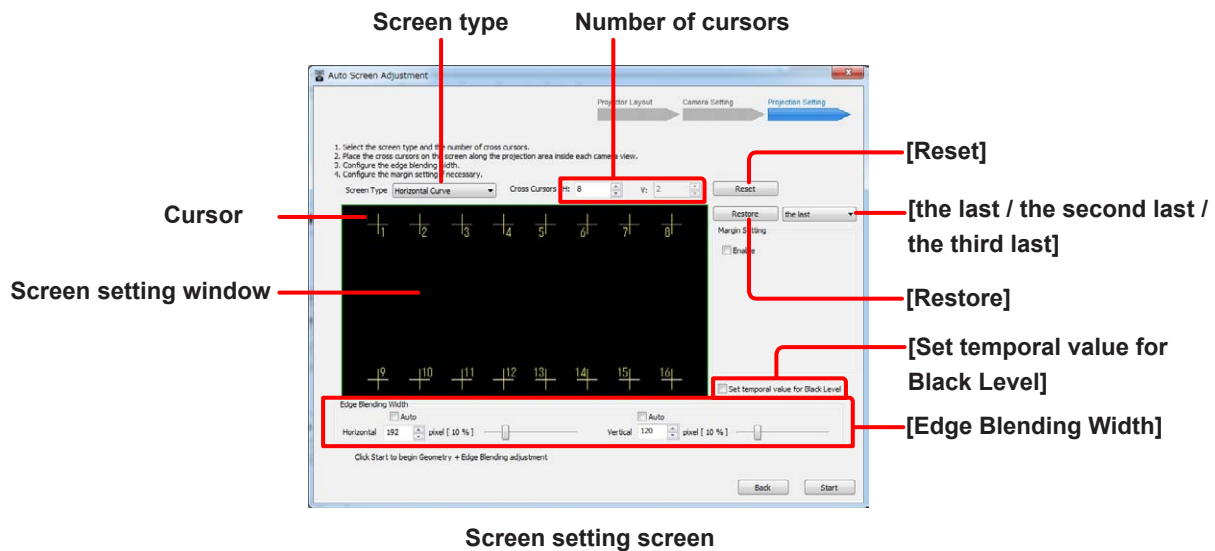 Screen type
Number of cursors
Auto Screen Adjustment
Projector Layout
Camera Setting
Projection Setting
1. Select the screen type and the number of cross cursors.
2. Place the cross cursors on the screen along the projection area inside each camera view.
3. Configure the edge blending width.
4. Configure the margin setting if necessary.
Screen Type Horizontal Curve Cross Cursors H: 8 V: 2 Reset
[Reset]
Cursor
Restore the last
[the last / the second last /
the third last]
Margin Setting
Enable
1 2 3 4 5 6 7 8
Screen setting window
[Restore]
[Set temporal value for
Black Level]
9 10 11 12 13 14 15 16
Set temporal value for Black Level
Edge Blending Width
[Edge Blending Width]
Auto Auto
Horizontal 192 pixel [ 10 % ] Vertical 120 pixel [ 10 % ]
Click Start to begin Geometry + Edge Blending adjustment
Back Start
Screen setting screen